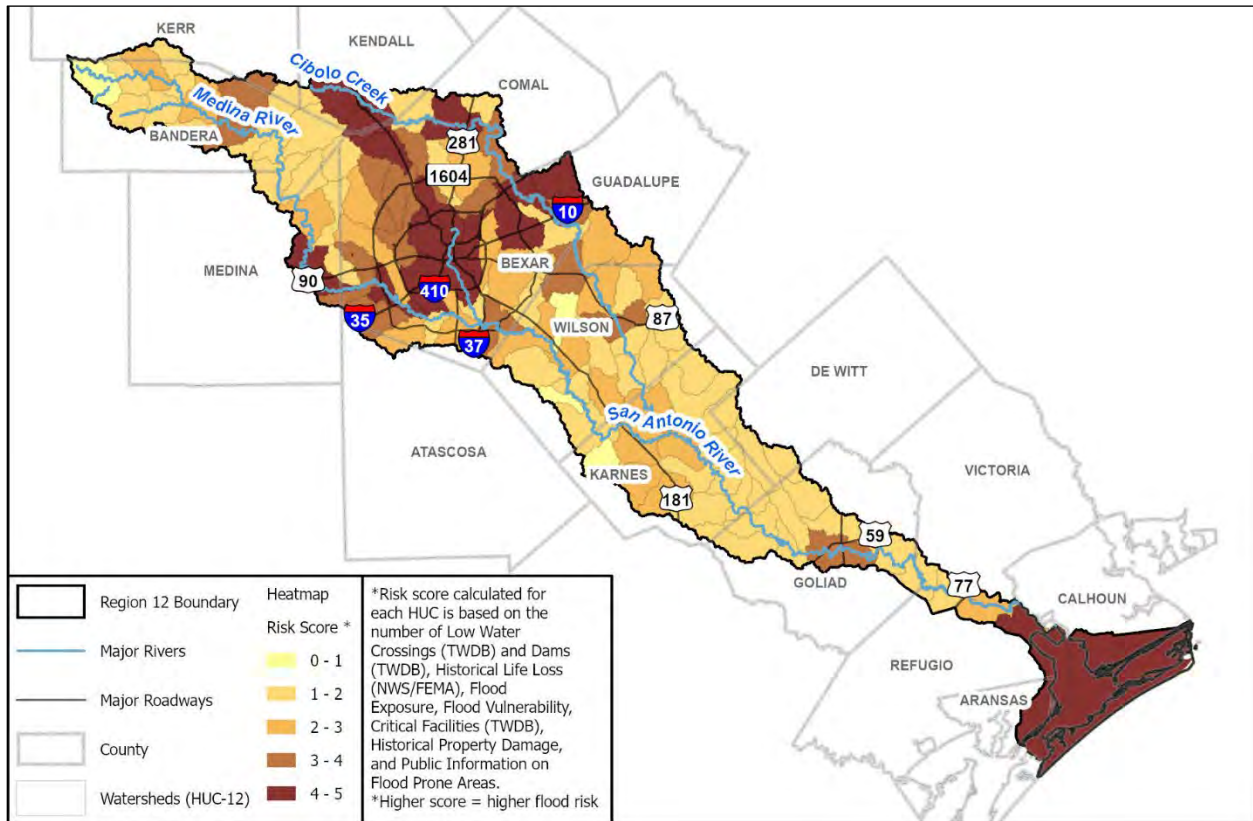 KERR
KENDALL
Cibolo Creek
COMAL
Medina River
BANDERA
281
1604
GUADALUPE
10
MEDINA
BEXAR
90
410
35
37
WILSON
87
DE WITT
San Antonio River
ATASCOSA
KARNES
VICTORIA
181
59
GOLIAD
77
CALHOUN
REFUGIO
ARANSAS
Region 12 Boundary
Major Rivers
Major Roadways
County
Watersheds (HUC-12)
Heatmap
Risk Score *
0 - 1
1 - 2
2 - 3
3 - 4
4 - 5
*Risk score calculated for
each HUC is based on the
number of Low Water
Crossings (TWDB) and Dams
(TWDB), Historical Life Loss
(NWS/FEMA), Flood
Exposure, Flood Vulnerability,
Critical Facilities (TWDB),
Historical Property Damage,
and Public Information on
Flood Prone Areas.
*Higher score = higher flood risk